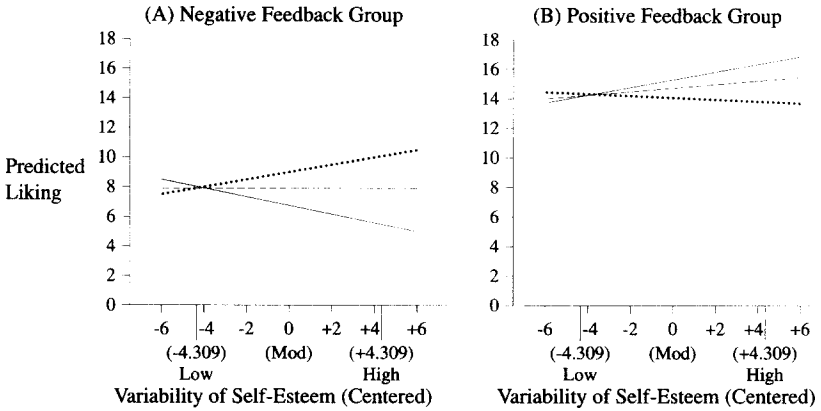 (A) Negative Feedback Group
18
16
14
12
10
8
6
4
2
0
Predicted
Liking
-6 -4 -2 0 +2 +4 +6
(-4.309) (Mod) (+4.309)
Low High
Variability of Self-Esteem (Centered)
(B) Positive Feedback Group
18
16
14
12
10
8
6
4
2
0
-6 -4 -2 0 +2 +4 +6
(-4.309) (Mod) (+4.309)
Low High
Variability of Self-Esteem (Centered)